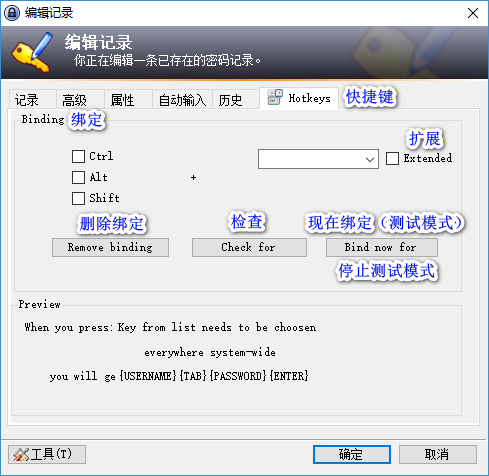 编辑记录
编辑记录
你正在编辑一条已存在的密码记录。
记录 高级 属性 自动输入 历史 Hotkeys 快捷键
Binding 绑定
扩展
Ctrl
Extended
Alt +
Shift
删除绑定 检查 现在绑定（测试模式）
Remove binding Check for Bind now for
停止测试模式
Preview
When you press: Key from list needs to be choosen
everywhere system-wide
you will ge {USERNAME}{TAB}{PASSWORD}{ENTER}
工具(T) 确定 取消